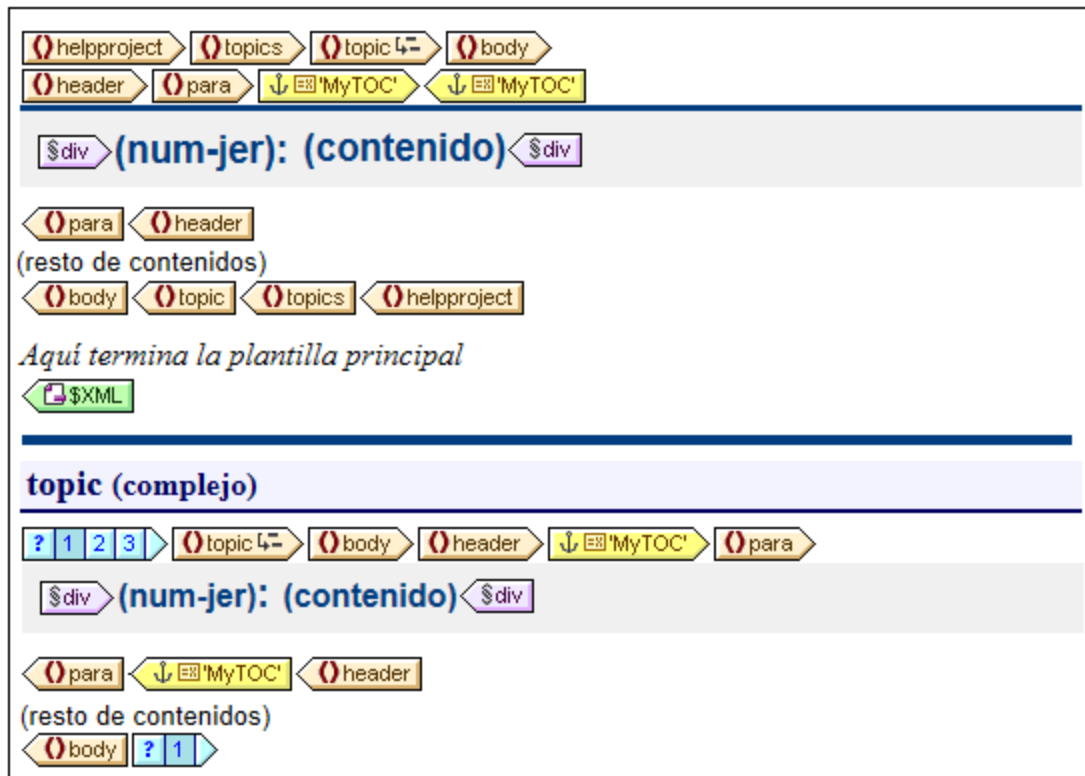 helpproject topics topic body
header para 'MyTOC' 'MyTOC'
§div (num-jer): (contenido) §div
para header
(resto de contenidos)
body topic topics helpproject
Aquí termina la plantilla principal
$XML
topic (complejo)
? 1 2 3 topic body header 'MyTOC' para
§div (num-jer): (contenido) §div
para 'MyTOC' header
(resto de contenidos)
body ? 1